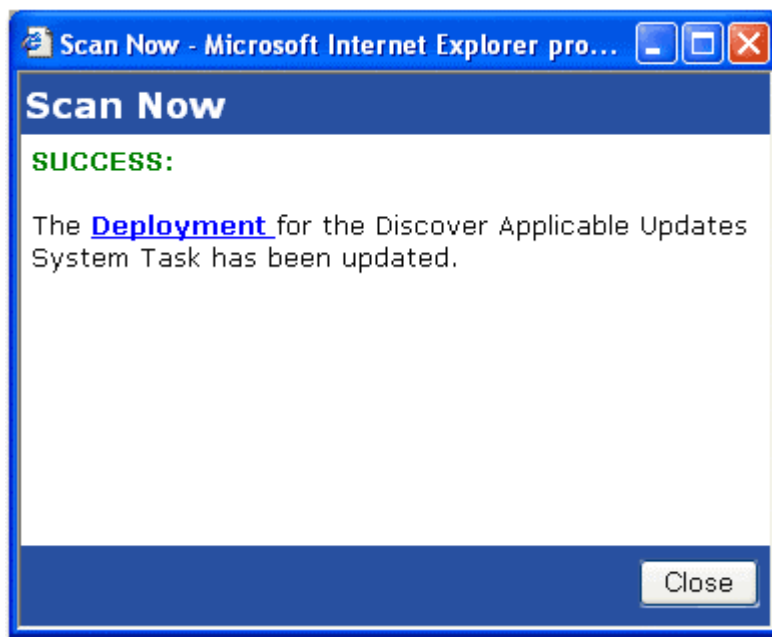 Scan Now - Microsoft Internet Explorer pro...
Scan Now
SUCCESS:
The Deployment for the Discover Applicable Updates
System Task has been updated.
Close